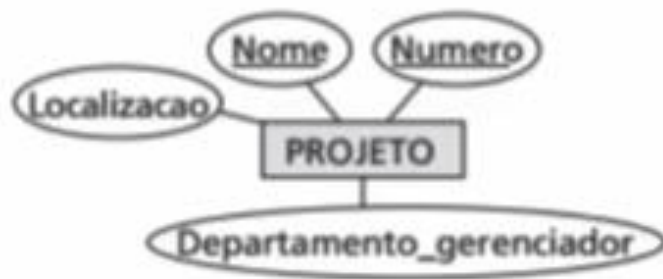 Nome
Numero
Localizacao
PROJETO
Departamento_gerenciador